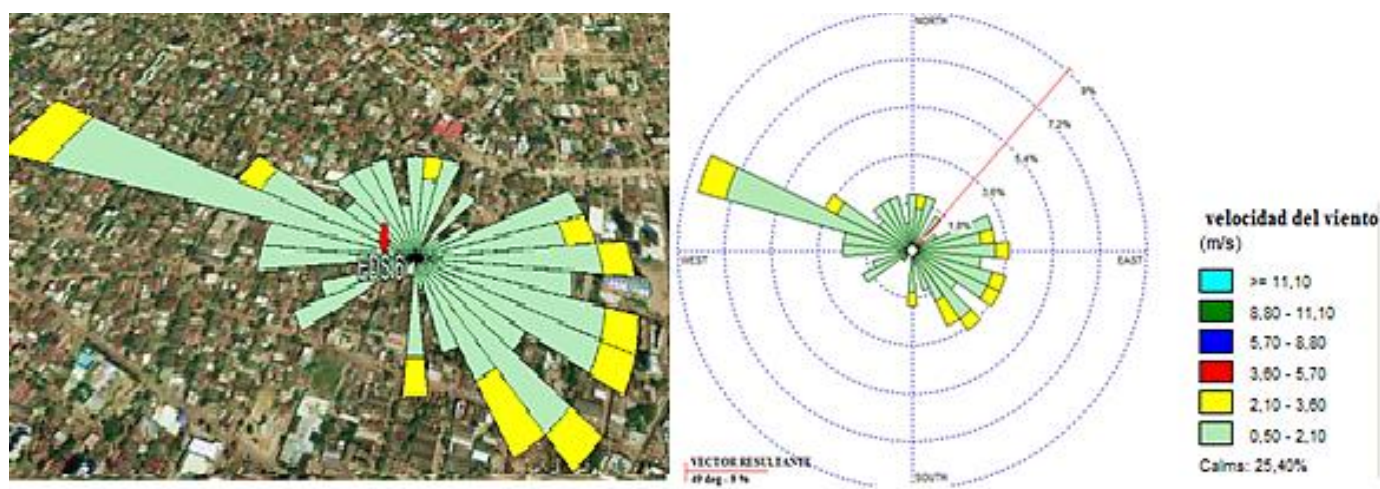 NORTH
9%
7,2%
5,4%
3,6%
1,8%
WEST
EAST
SOUTH
VECTOR RESULTANTE
49 deg - 9 %
velocidad del viento
(m/s)
>= 11,10
8,80 - 11,10
5,70 - 8,80
3,60 - 5,70
2,10 - 3,60
0,50 - 2,10
Calms: 25,40%